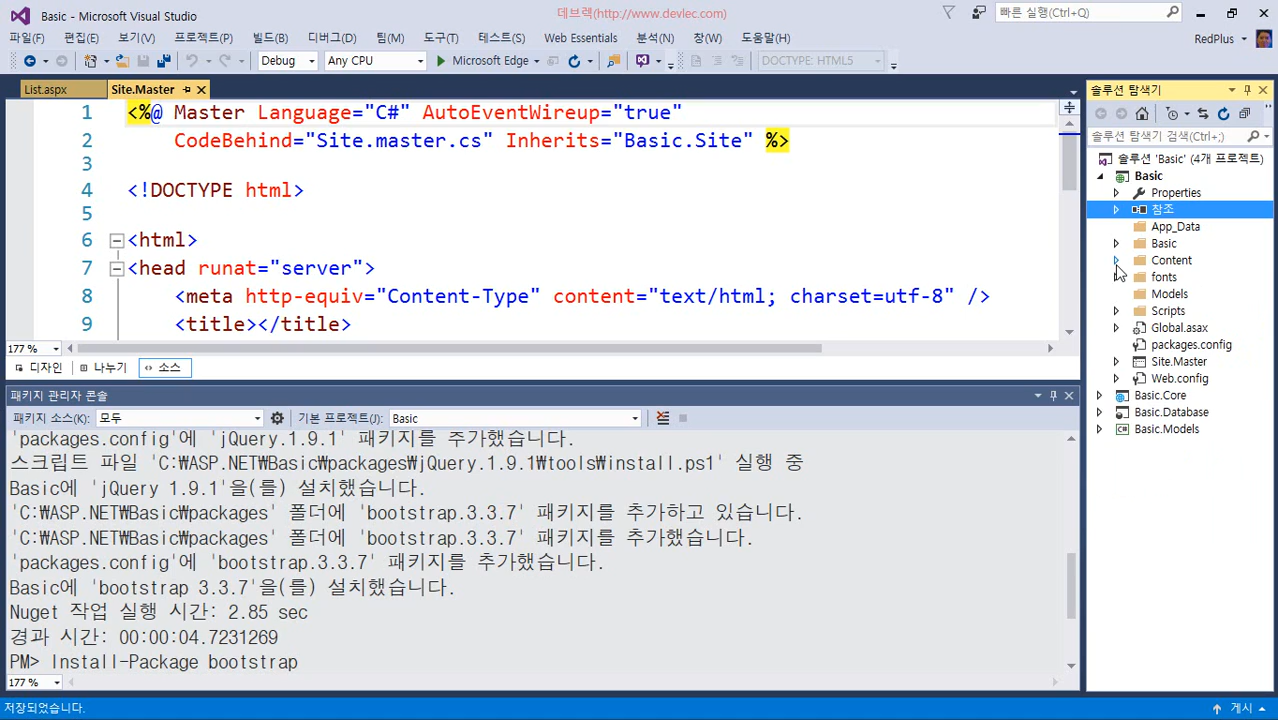 Basic - Microsoft Visual Studio
데브렉(http://www.devlec.com)
빠른 실행(Ctrl+Q)
파일(F) 편집(E) 보기(V) 프로젝트(P) 빌드(B) 디버그(D) 팀(M) 도구(T) 테스트(S) Web Essentials 분석(N) 창(W) 도움말(H)
RedPlus
Debug Any CPU Microsoft Edge DOCTYPE: HTML5
List.aspx Site.Master
1 <%@ Master Language="C#" AutoEventWireup="true"
2 CodeBehind="Site.master.cs" Inherits="Basic.Site" %>
3
4 <!DOCTYPE html>
5
6 <html>
7 <head runat="server">
8 <meta http-equiv="Content-Type" content="text/html; charset=utf-8" />
9 <title></title>
177 %
디자인 나누기 소스
패키지 관리자 콘솔
패키지 소스(K): 모두 기본 프로젝트(J): Basic
'packages.config'에 'jQuery.1.9.1' 패키지를 추가했습니다.
스크립트 파일 'C:₩ASP.NET₩Basic₩packages₩jQuery.1.9.1₩tools₩install.ps1' 실행 중
Basic에 'jQuery 1.9.1'을(를) 설치했습니다.
'C:₩ASP.NET₩Basic₩packages' 폴더에 'bootstrap.3.3.7' 패키지를 추가하고 있습니다.
'C:₩ASP.NET₩Basic₩packages' 폴더에 'bootstrap.3.3.7' 패키지를 추가했습니다.
'packages.config'에 'bootstrap.3.3.7' 패키지를 추가했습니다.
Basic에 'bootstrap 3.3.7'을(를) 설치했습니다.
Nuget 작업 실행 시간: 2.85 sec
경과 시간: 00:00:04.7231269
PM> Install-Package bootstrap
177 %
저장되었습니다.
게시
솔루션 탐색기
솔루션 탐색기 검색(Ctrl+;)
솔루션 'Basic' (4개 프로젝트)
Basic
Properties
참조
App_Data
Basic
Content
fonts
Models
Scripts
Global.asax
packages.config
Site.Master
Web.config
Basic.Core
Basic.Database
Basic.Models